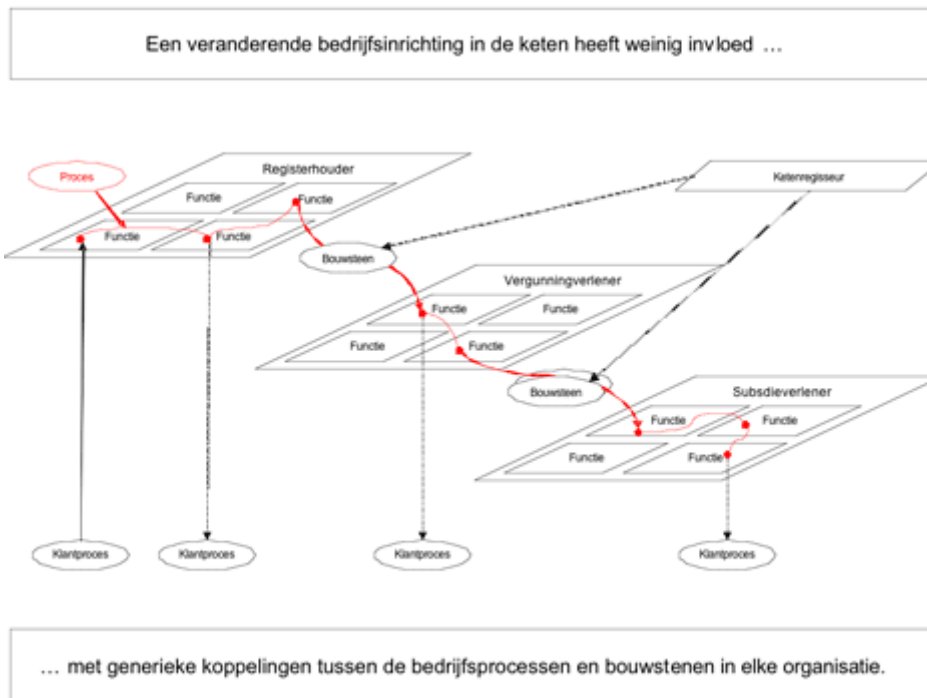 Een veranderende bedrijfsinrichting in de keten heeft weinig invloed …
Registerhouder
Proces
Functie
Functie
Functie
Functie
Ketenregisseur
Bouwsteen
Vergunningverlener
Functie
Functie
Functie
Functie
Bouwsteen
Subsdieverlener
Functie
Functie
Functie
Functie
Klantproces
Klantproces
Klantproces
Klantproces
… met generieke koppelingen tussen de bedrijfsprocessen en bouwstenen in elke organisatie.